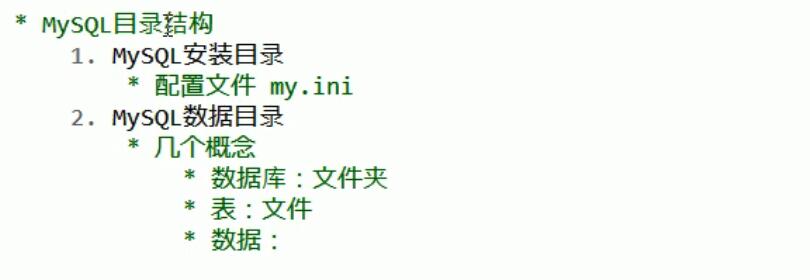 * MySQL目录结构
1. MySQL安装目录
* 配置文件 my.ini
2. MySQL数据目录
* 几个概念
* 数据库：文件夹
* 表：文件
* 数据：